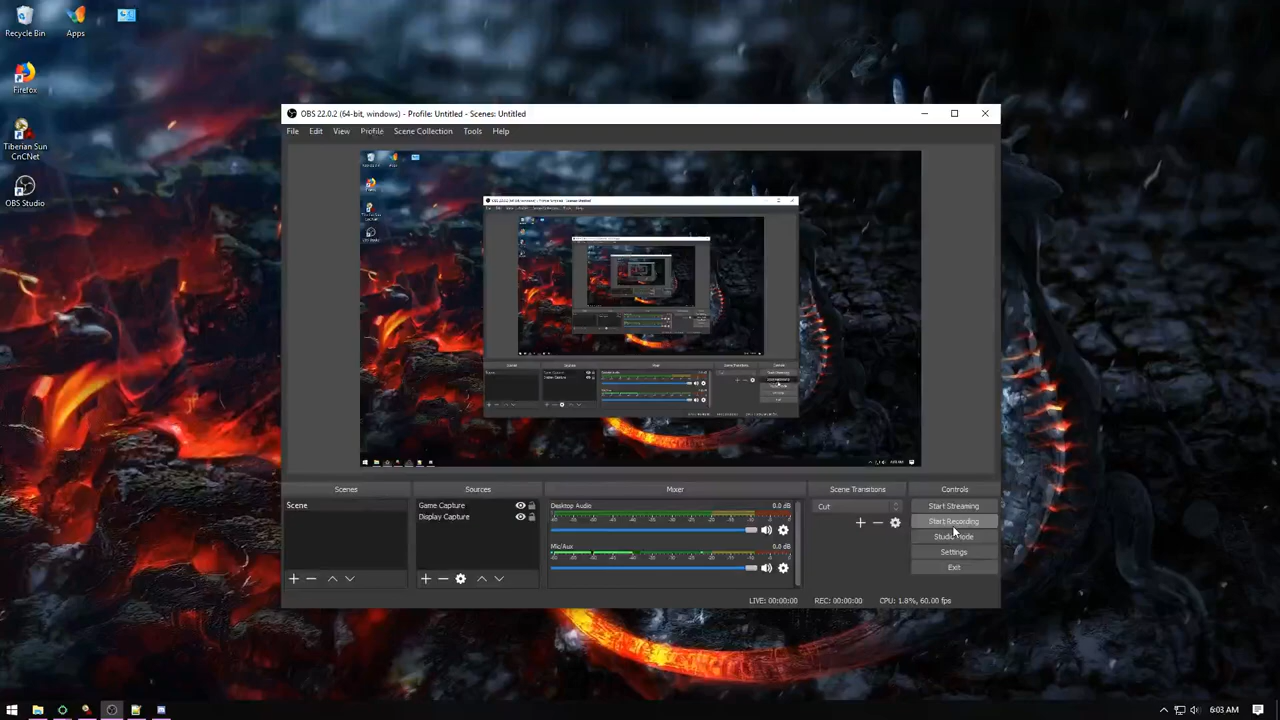 Recycle Bin
Apps
Firefox
Tiberian Sun
CnCNet
OBS Studio
OBS 22.0.2 (64-bit, windows) - Profile: Untitled - Scenes: Untitled
File Edit View Profile Scene Collection Tools Help
Scenes
Sources
Mixer
Scene Transitions
Controls
Scene
Game Capture
Display Capture
Desktop Audio 0.0 dB
Mic/Aux 0.0 dB
Cut
Start Streaming
Start Recording
Studio Mode
Settings
Exit
LIVE: 00:00:00 REC: 00:00:00 CPU: 1.8%, 60.00 fps
6:03 AM